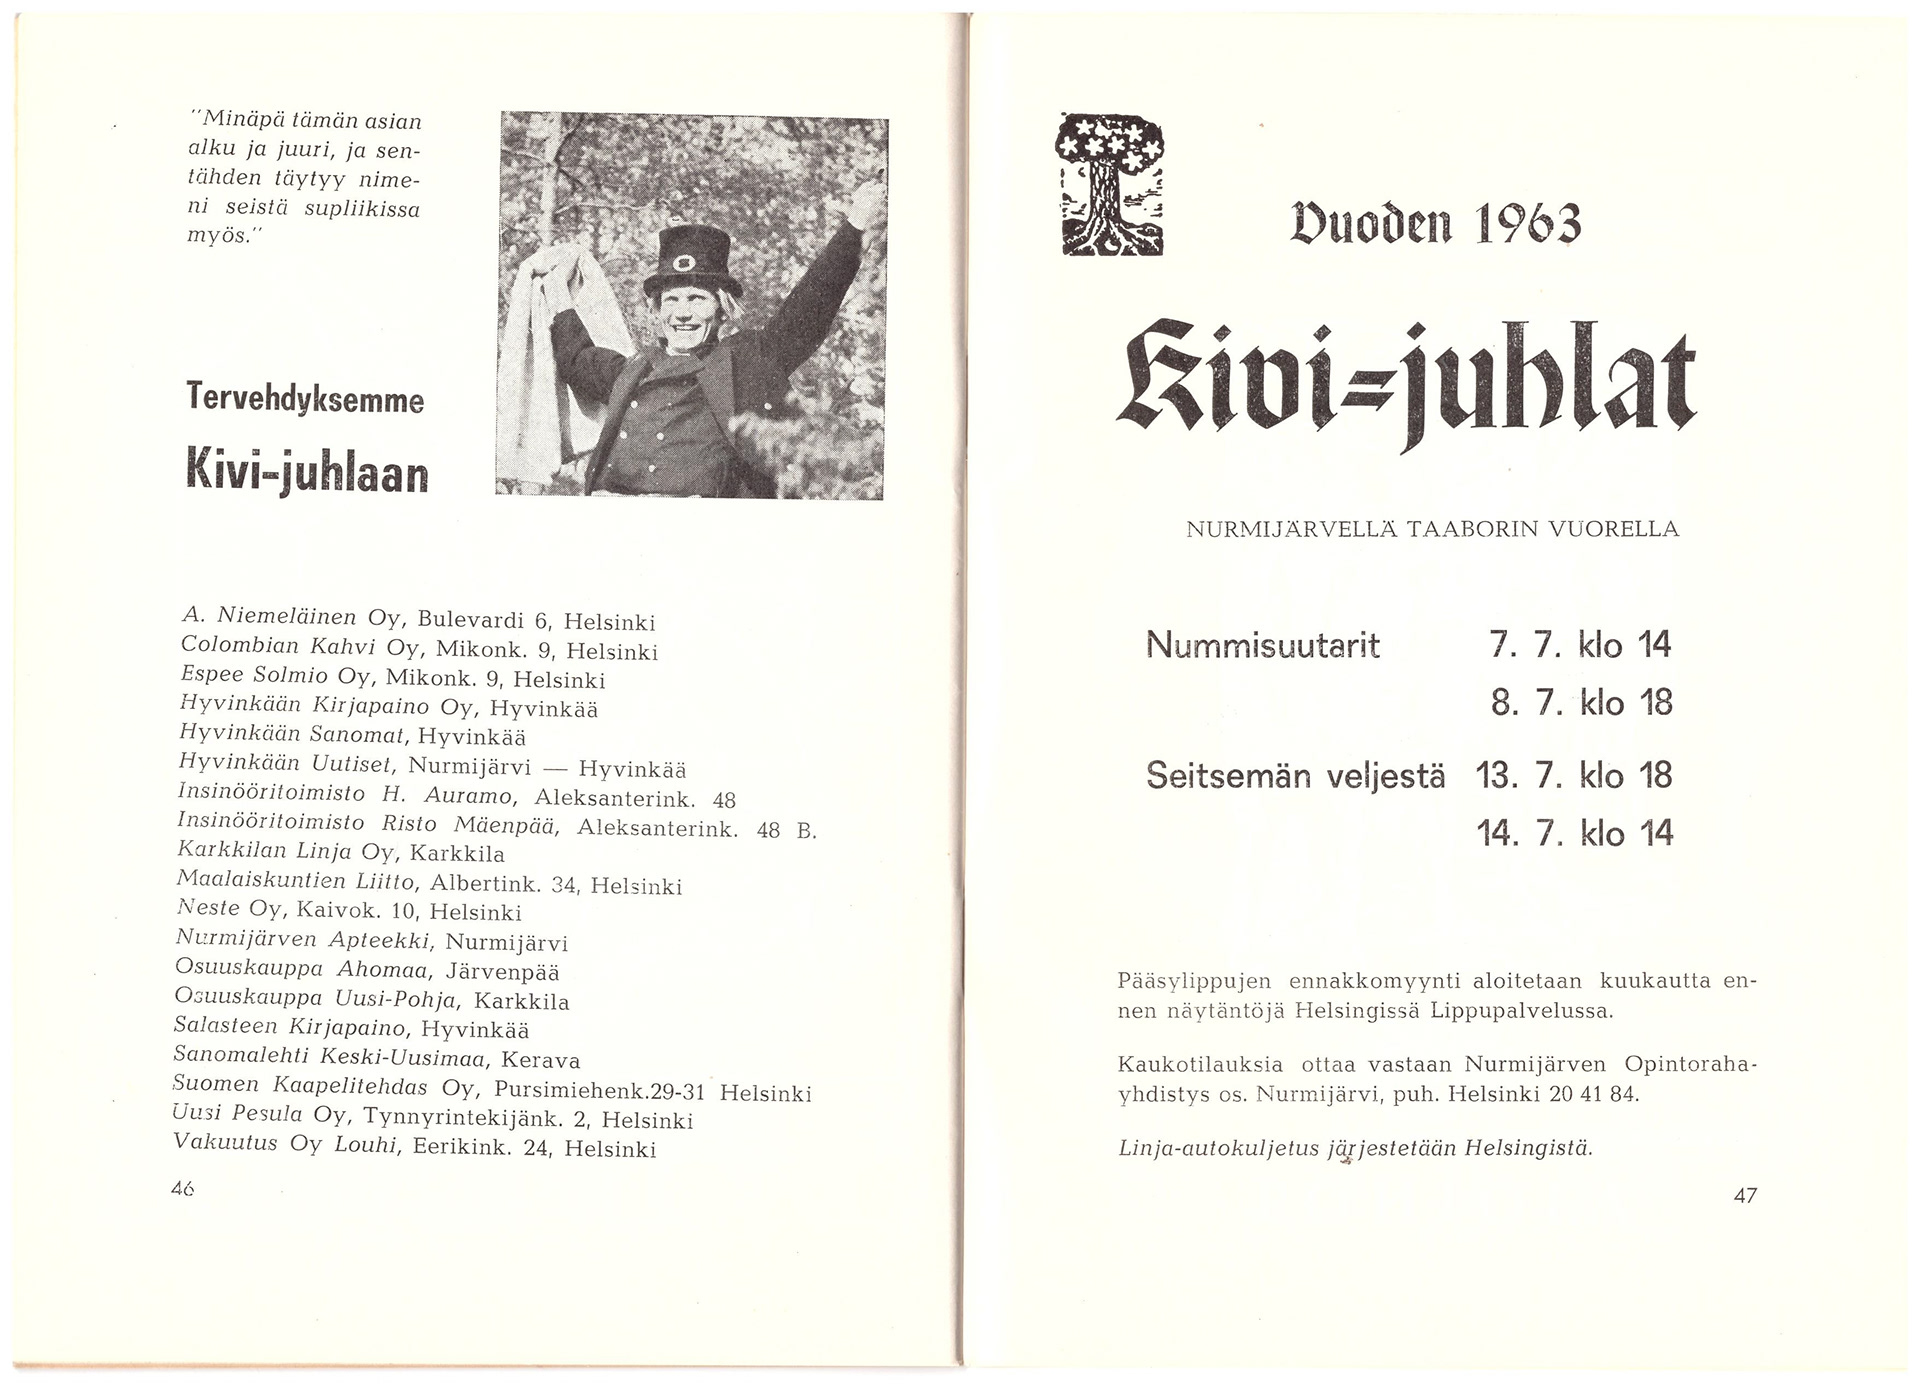 "Minäpä tämän asian
alku ja juuri, ja sen-
tähden täytyy nime-
ni seistä supliikissa
myös."
Tervehdyksemme
Kivi-juhlaan
A. Niemeläinen Oy, Bulevardi 6, Helsinki
Colombian Kahvi Oy, Mikonk. 9, Helsinki
Espee Solmio Oy, Mikonk. 9, Helsinki
Hyvinkään Kirjapaino Oy, Hyvinkää
Hyvinkään Sanomat, Hyvinkää
Hyvinkään Uutiset, Nurmijärvi — Hyvinkää
Insinööritoimisto H. Auramo, Aleksanterink. 48
Insinööritoimisto Risto Mäenpää, Aleksanterink. 48 B.
Karkkilan Linja Oy, Karkkila
Maalaiskuntien Liitto, Albertink. 34, Helsinki
Neste Oy, Kaivok. 10, Helsinki
Nurmijärven Apteekki, Nurmijärvi
Osuuskauppa Ahomaa, Järvenpää
Osuuskauppa Uusi-Pohja, Karkkila
Salasteen Kirjapaino, Hyvinkää
Sanomalehti Keski-Uusimaa, Kerava
Suomen Kaapelitehdas Oy, Pursimiehenk.29-31 Helsinki
Uusi Pesula Oy, Tynnyrintekijänk. 2, Helsinki
Vakuutus Oy Louhi, Eerikink. 24, Helsinki
46
Vuoden 1963
Kivi-juhlat
NURMIJÄRVELLÄ TAABORIN VUORELLA
Nummisuutarit 7. 7. klo 14
8. 7. klo 18
Seitsemän veljestä 13. 7. klo 18
14. 7. klo 14
Pääsylippujen ennakkomyynti aloitetaan kuukautta en-
nen näytäntöjä Helsingissä Lippupalvelussa.
Kaukotilauksia ottaa vastaan Nurmijärven Opintoraha-
yhdistys os. Nurmijärvi, puh. Helsinki 20 41 84.
Linja-autokuljetus järjestetään Helsingistä.
47